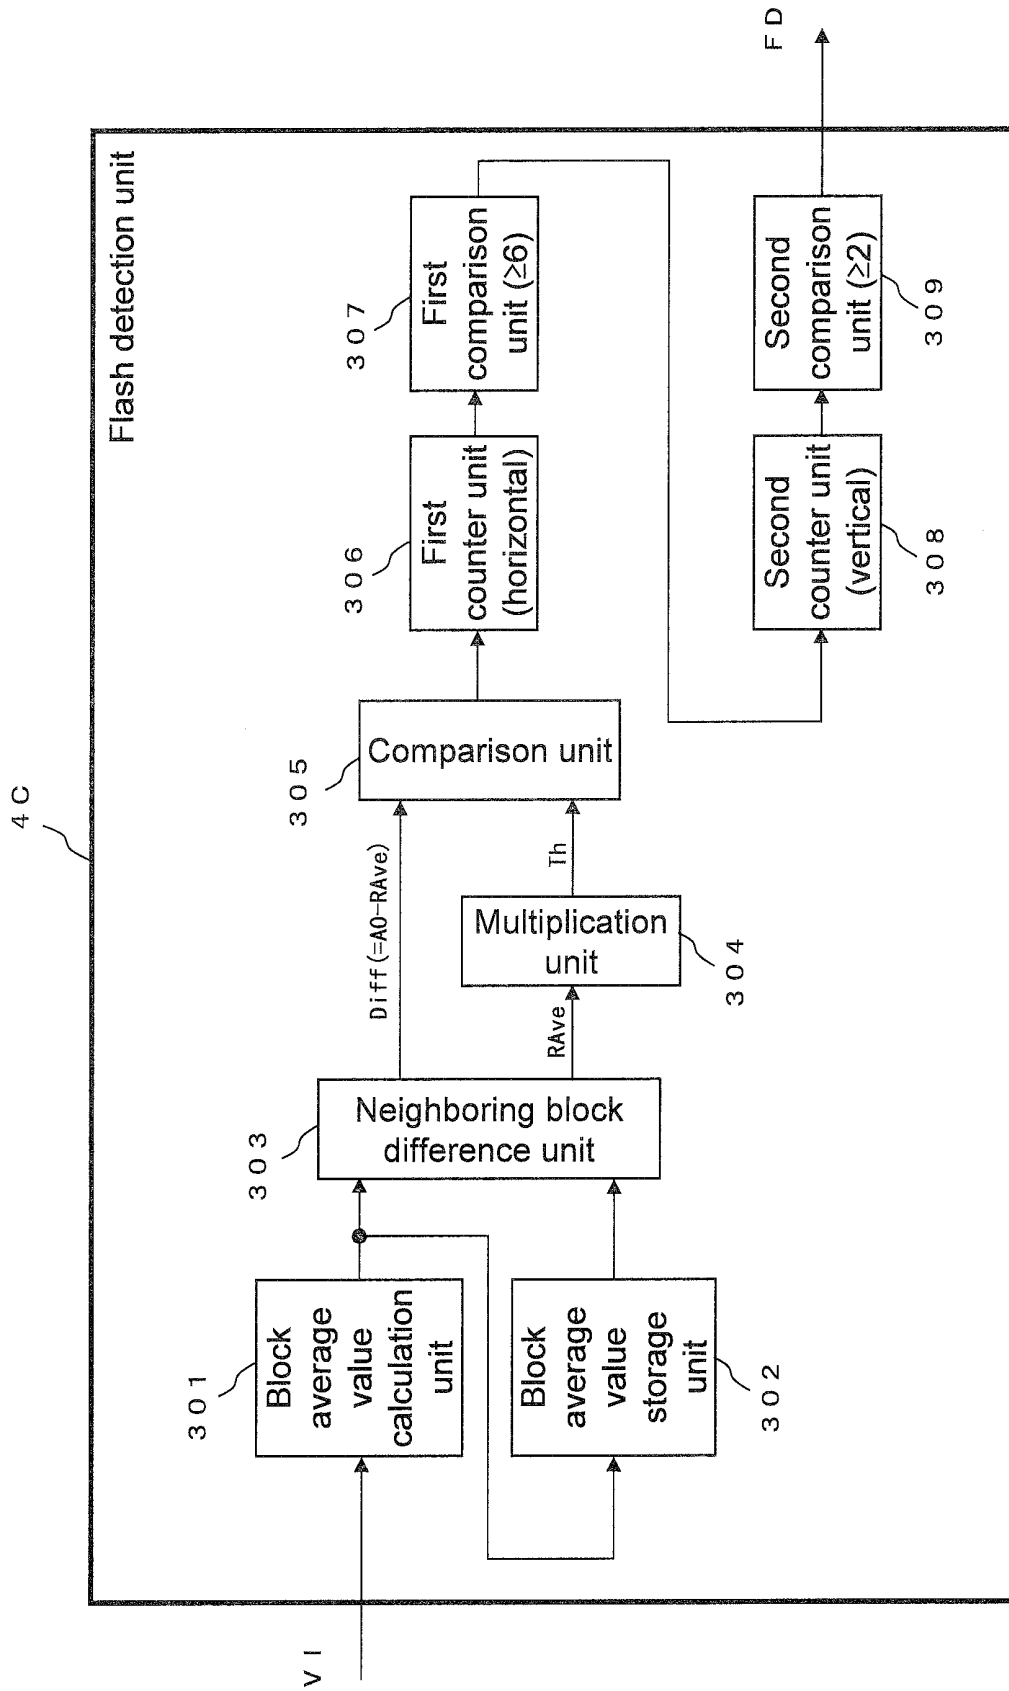 4C
Flash detection unit
VI
301
Block
average
value
calculation
unit
302
Block
average
value
storage
unit
303
Neighboring block
difference unit
Diff(=A0-RAve)
RAve
304
Multiplication
unit
Th
305
Comparison unit
306
First
counter unit
(horizontal)
307
First
comparison
unit (≥6)
308
Second
counter unit
(vertical)
309
Second
comparison
unit (≥2)
FD